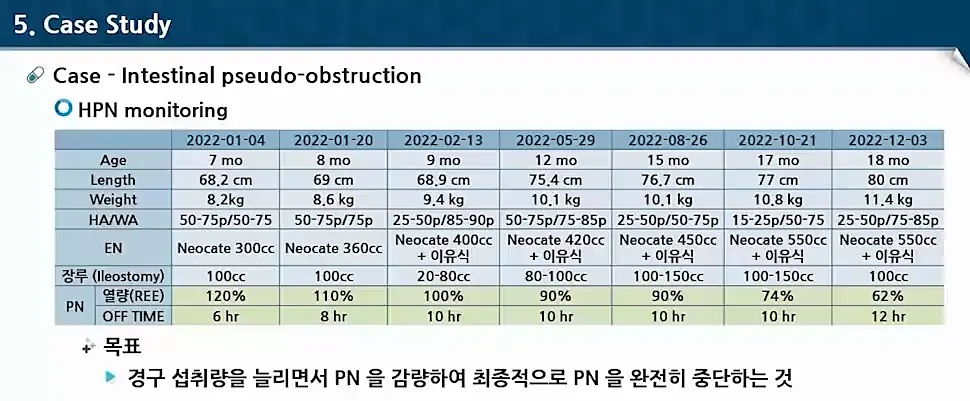 5. Case Study
Case - Intestinal pseudo-obstruction
HPN monitoring
2022-01-04 2022-01-20 2022-02-13 2022-05-29 2022-08-26 2022-10-21 2022-12-03
Age 7 mo 8 mo 9 mo 12 mo 15 mo 17 mo 18 mo
Length 68.2 cm 69 cm 68.9 cm 75.4 cm 76.7 cm 77 cm 80 cm
Weight 8.2kg 8.6 kg 9.4 kg 10.1 kg 10.1 kg 10.8 kg 11.4 kg
HA/WA 50-75p/50-75 50-75p/75p 25-50p/85-90p 50-75p/75-85p 25-50p/50-75p 15-25p/50-75 25-50p/75-85p
EN Neocate 300cc Neocate 360cc Neocate 400cc + 이유식 Neocate 420cc + 이유식 Neocate 450cc + 이유식 Neocate 550cc + 이유식 Neocate 550cc + 이유식
장루 (Ileostomy) 100cc 100cc 20-80cc 80-100cc 100-150cc 100-150cc 100cc
PN 열량(REE) 120% 110% 100% 90% 90% 74% 62%
OFF TIME 6 hr 8 hr 10 hr 10 hr 10 hr 10 hr 12 hr
목표
경구 섭취량을 늘리면서 PN 을 감량하여 최종적으로 PN 을 완전히 중단하는 것